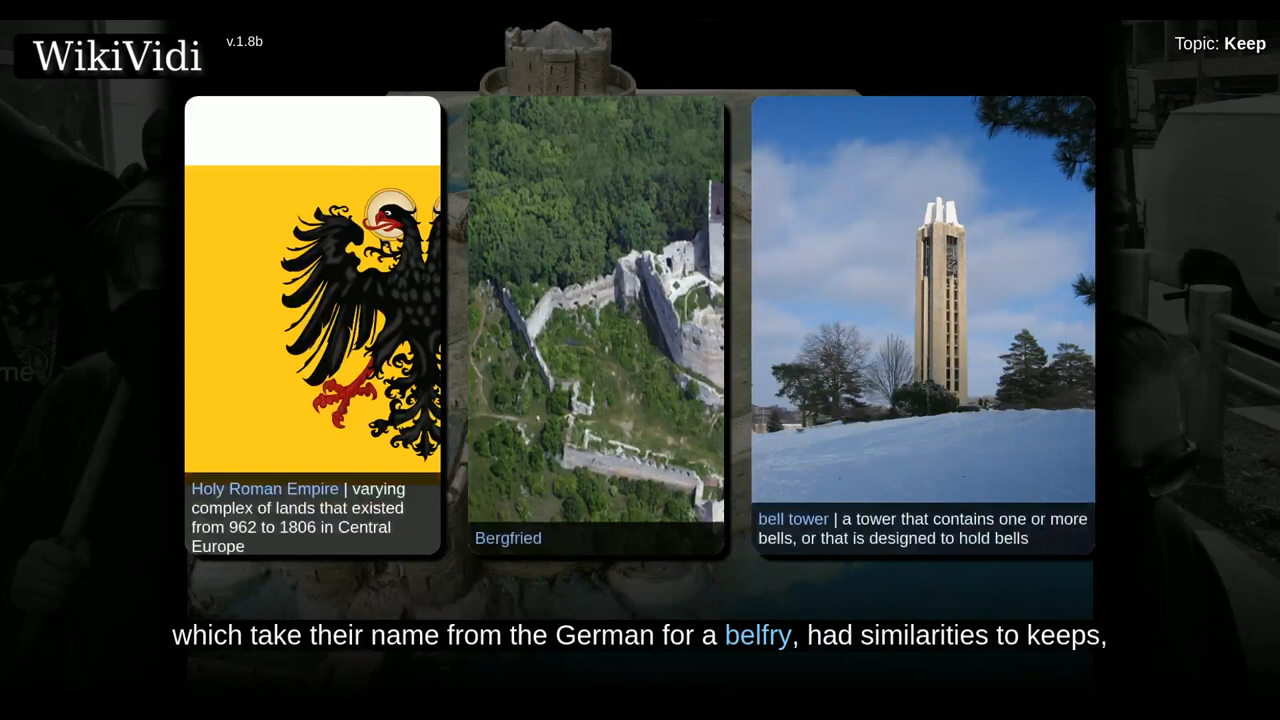 WikiVidi
v.1.8b
Topic: Keep
Holy Roman Empire | varying
complex of lands that existed
from 962 to 1806 in Central
Europe
Bergfried
bell tower | a tower that contains one or more
bells, or that is designed to hold bells
which take their name from the German for a belfry, had similarities to keeps,